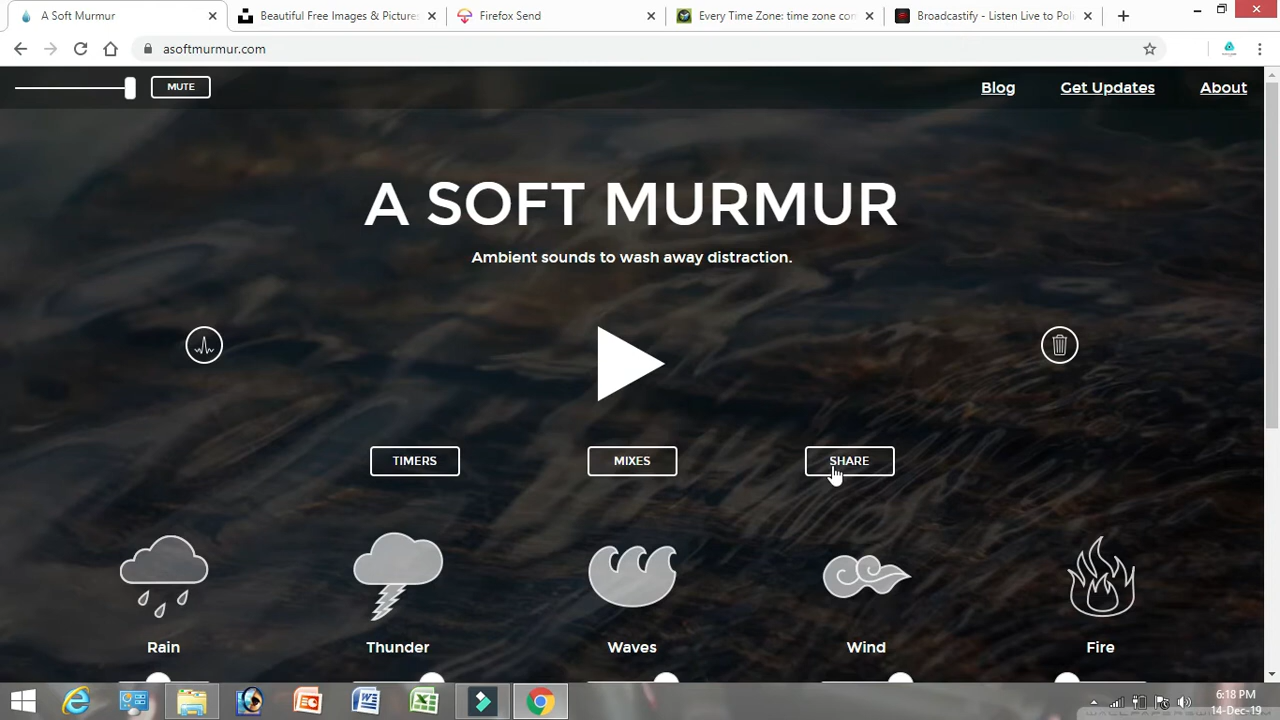 A Soft Murmur
Beautiful Free Images & Pictures
Firefox Send
Every Time Zone: time zone con
Broadcastify - Listen Live to Poli
asoftmurmur.com
MUTE
Blog
Get Updates
About
A SOFT MURMUR
Ambient sounds to wash away distraction.
TIMERS
MIXES
SHARE
Rain
Thunder
Waves
Wind
Fire
6:18 PM
14-Dec-19